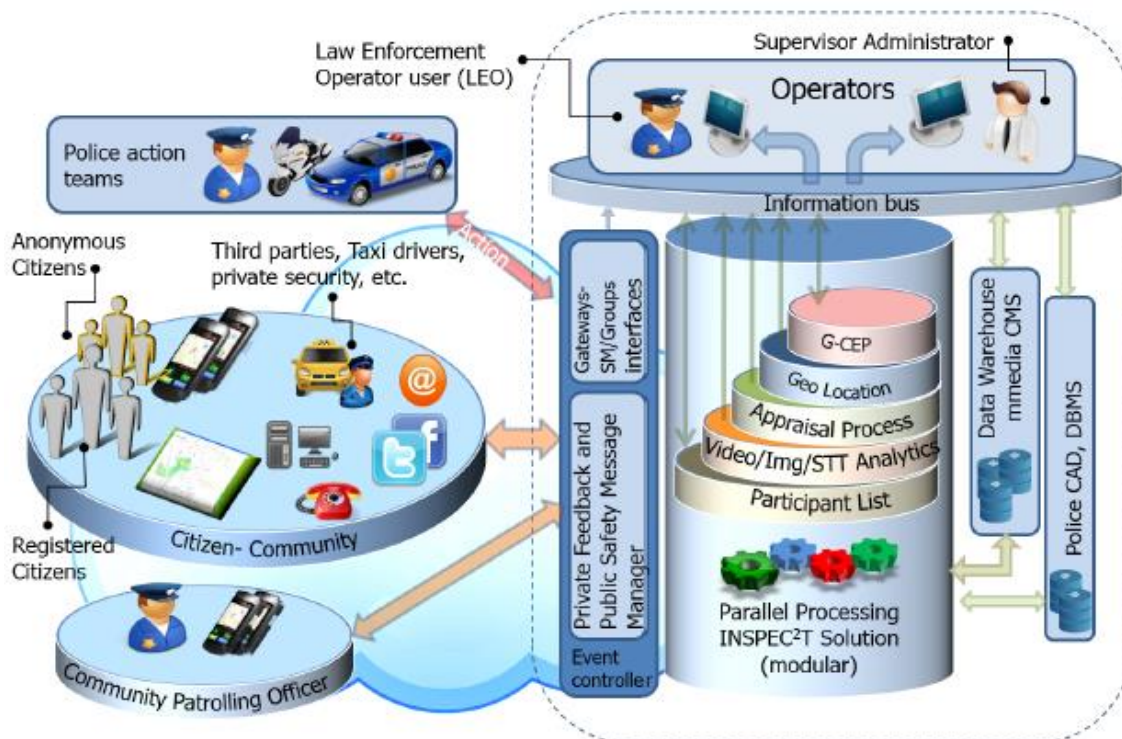 Law Enforcement
Operator user (LEO)
Supervisor Administrator
Operators
Information bus
Police action
teams
Action
Anonymous
Citizens
Third parties, Taxi drivers,
private security, etc.
@
f
t
Citizen- Community
Registered
Citizens
Community Patrolling Officer
Gateways-
SM/Groups
interfaces
Private Feedback and
Public Safety Message
Manager
Event
controller
G-CEP
Geo Location
Appraisal Process
Video/Img/STT Analytics
Participant List
Parallel Processing
INSPEC²T Solution
(modular)
Data Warehouse
mmedia CMS
Police CAD, DBMS